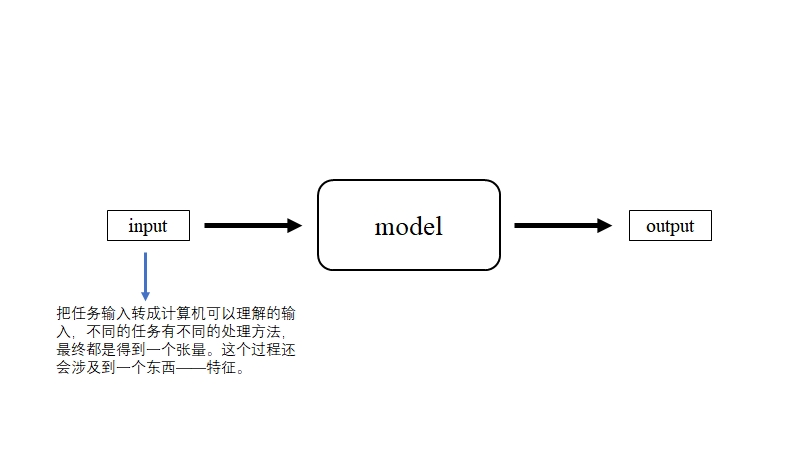 input
model
output
把任务输入转成计算机可以理解的输
入，不同的任务有不同的处理方法，
最终都是得到一个张量。这个过程还
会涉及到一个东西——特征。